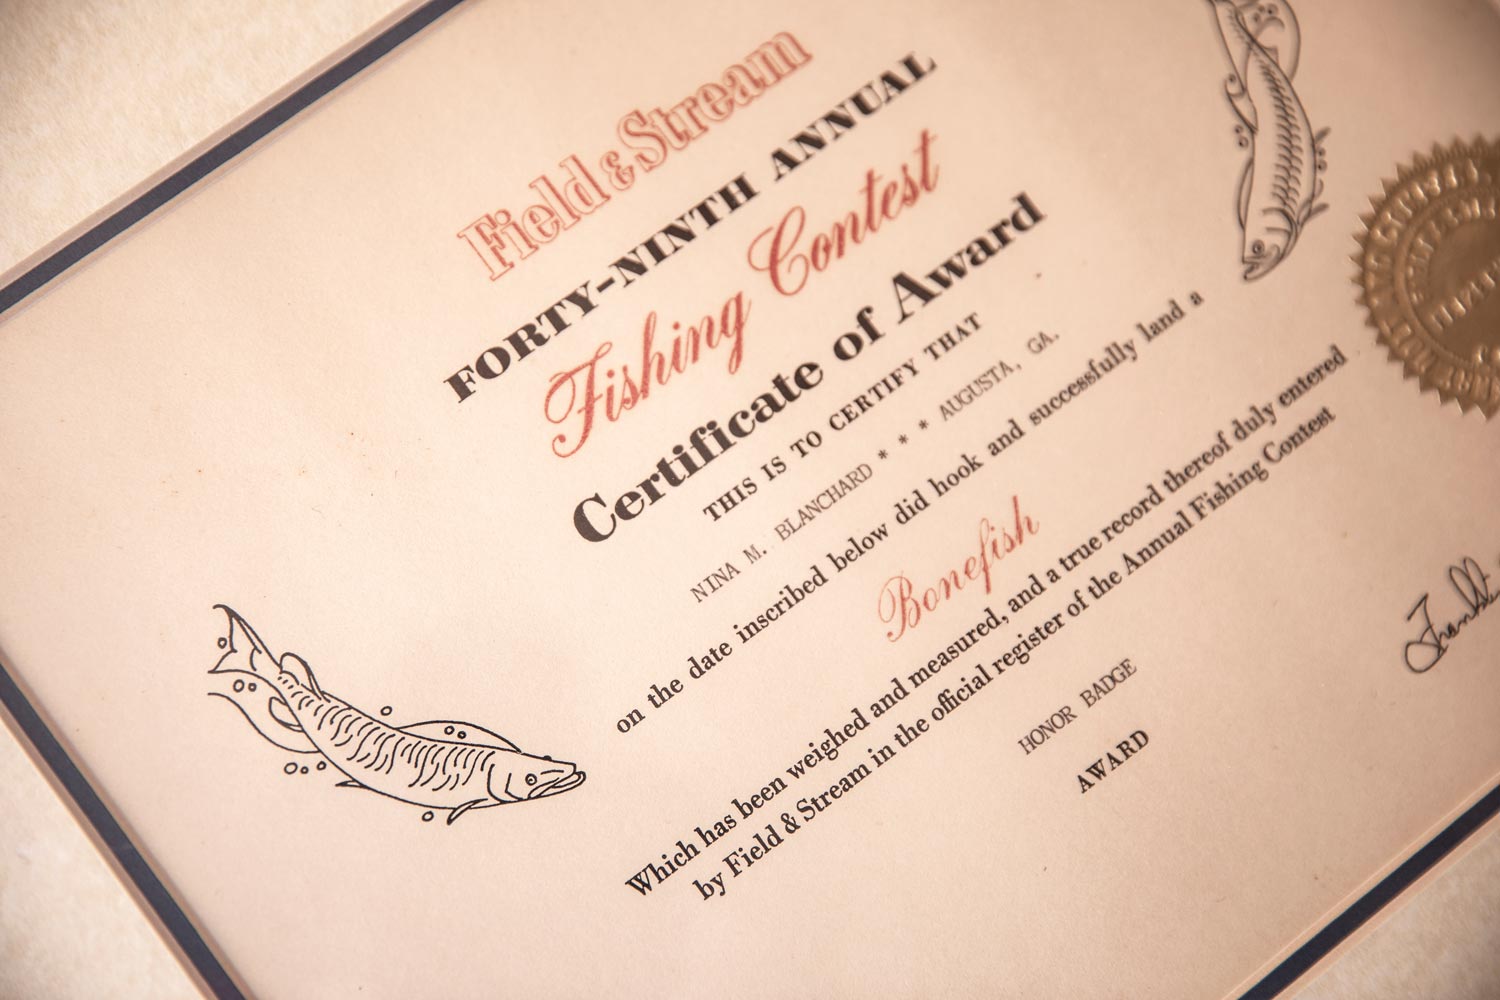 Field & Stream
FORTY-NINTH ANNUAL
Fishing Contest
Certificate of Award
THIS IS TO CERTIFY THAT
NINA M. BLANCHARD * * * AUGUSTA, GA.
on the date inscribed below did hook and successfully land a
Bonefish
Which has been weighed and measured, and a true record thereof duly entered
by Field & Stream in the official register of the Annual Fishing Contest
HONOR BADGE
AWARD